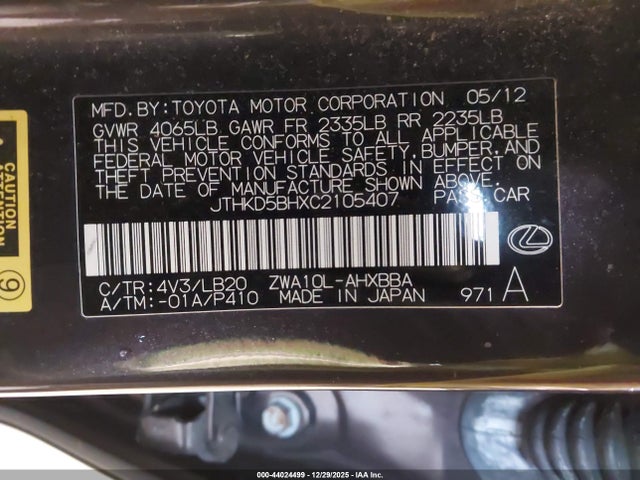 MFD. BY: TOYOTA MOTOR CORPORATION 05/12
GVWR 4065LB GAWR FR 2335LB RR 2235LB
THIS VEHICLE CONFORMS TO ALL APPLICABLE
FEDERAL MOTOR VEHICLE SAFETY, BUMPER, AND
THEFT PREVENTION STANDARDS IN EFFECT ON
THE DATE OF MANUFACTURE SHOWN ABOVE.
JTHKD5BHXC2105407 PASS. CAR
C/TR: 4V3/LB20 ZWA10L-AHXBBA
A/TM: -01A/P410 MADE IN JAPAN 971 A
CAUTION
9
000-44024499 - 12/29/2025 - IAA Inc.